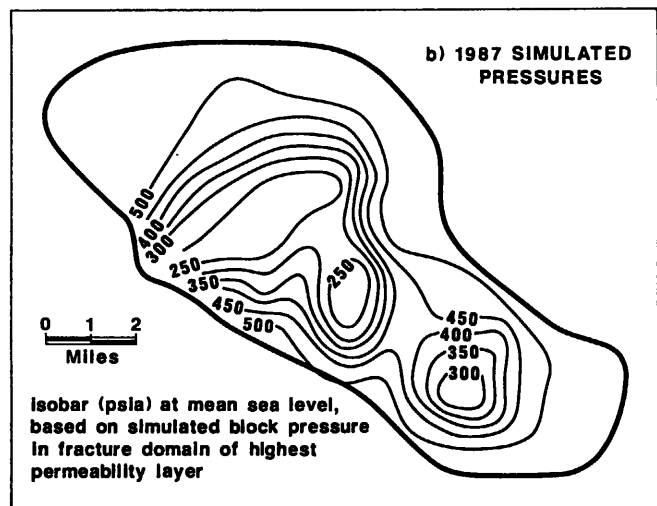 b) 1987 SIMULATED
PRESSURES
500
400
300
250
350
450
500
250
450
400
350
300
0 1 2
Miles
isobar (psia) at mean sea level,
based on simulated block pressure
in fracture domain of highest
permeability layer